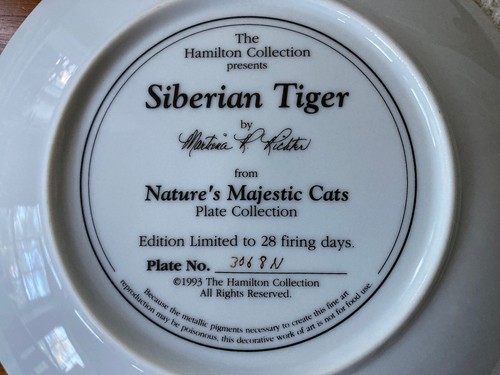 The
Hamilton Collection
presents
Siberian Tiger
by
Martina K Richter
from
Nature's Majestic Cats
Plate Collection
Edition Limited to 28 firing days.
Plate No. 3068N
©1993 The Hamilton Collection
All Rights Reserved.
Because the metallic pigments necessary to create this fine art
reproduction may be poisonous, this decorative work of art is not for food use.